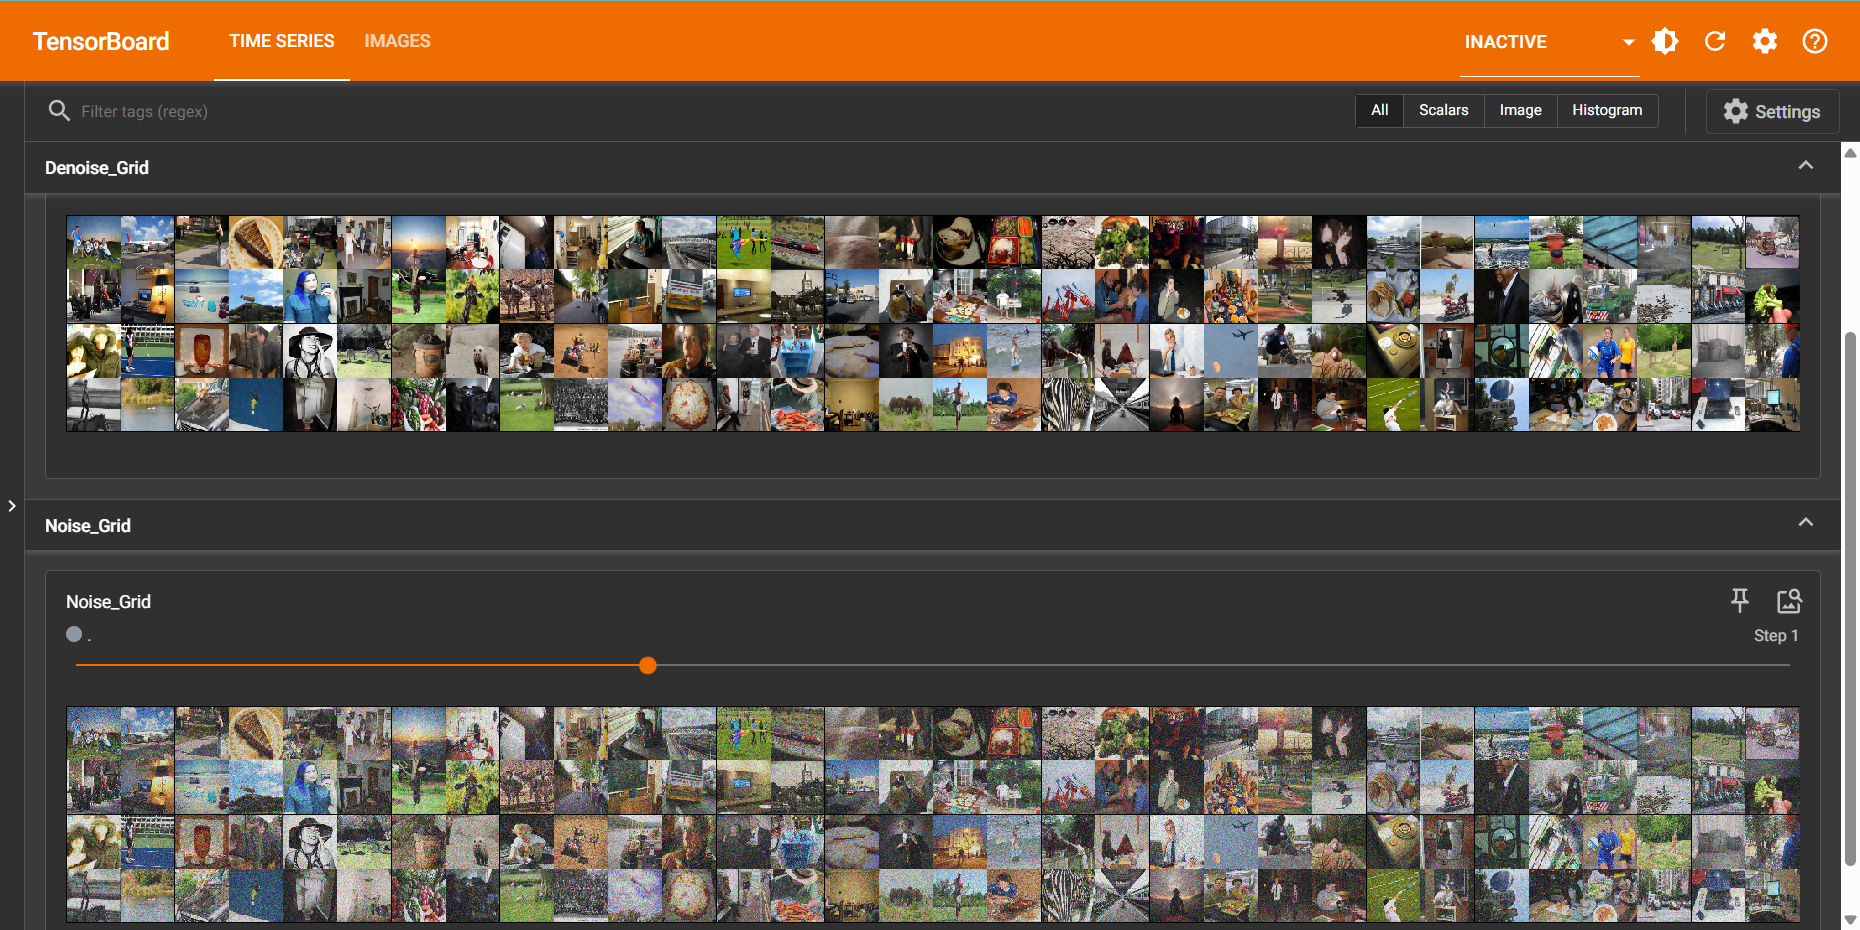 TensorBoard TIME SERIES IMAGES INACTIVE
Filter tags (regex) All Scalars Image Histogram Settings
Denoise_Grid
Noise_Grid
Noise_Grid
. Step 1